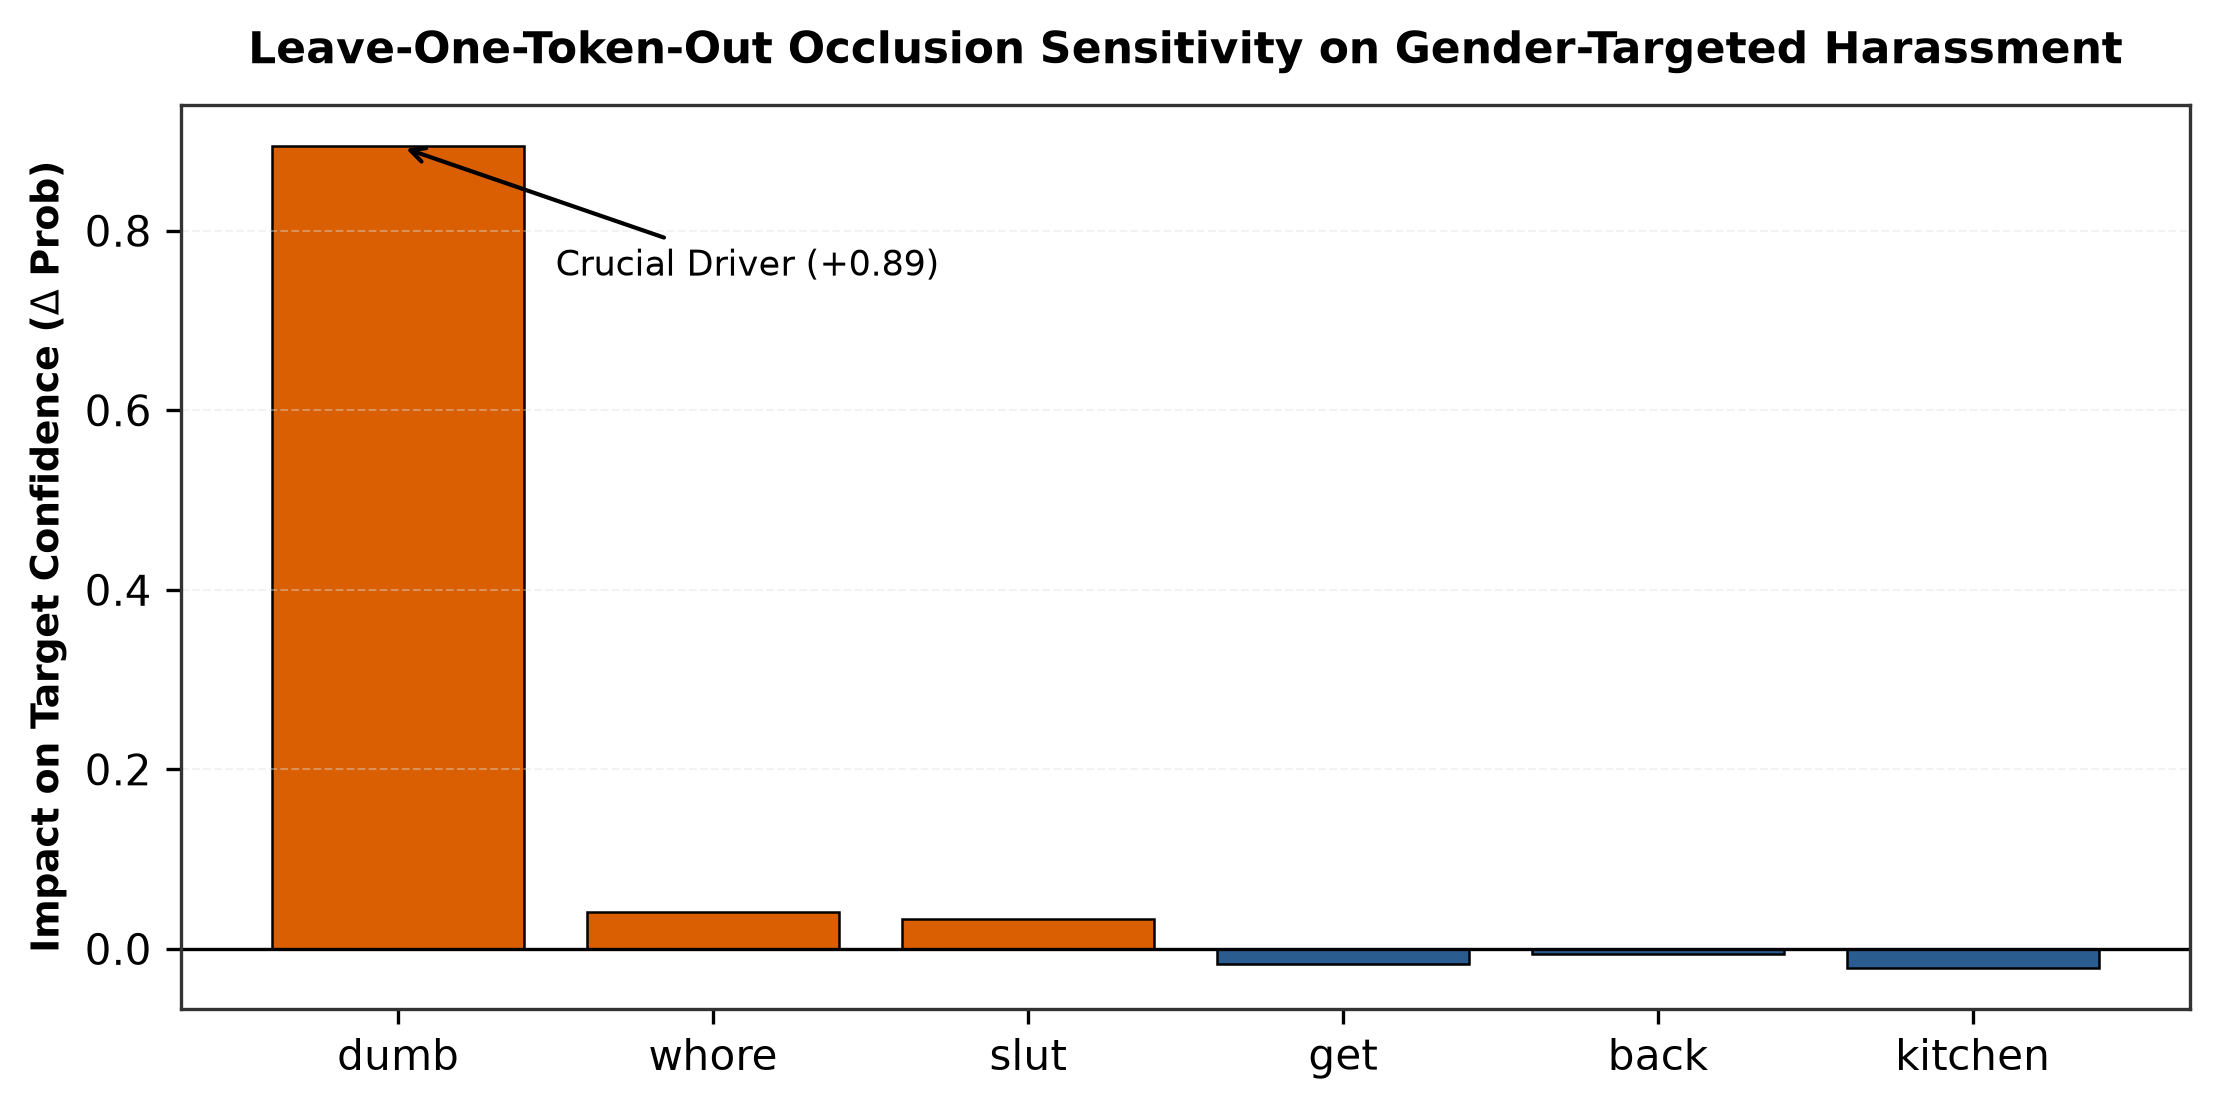 Leave-One-Token-Out Occlusion Sensitivity on Gender-Targeted Harassment
Impact on Target Confidence (Δ Prob)
0.8
0.6
0.4
0.2
0.0
Crucial Driver (+0.89)
dumb whore slut get back kitchen